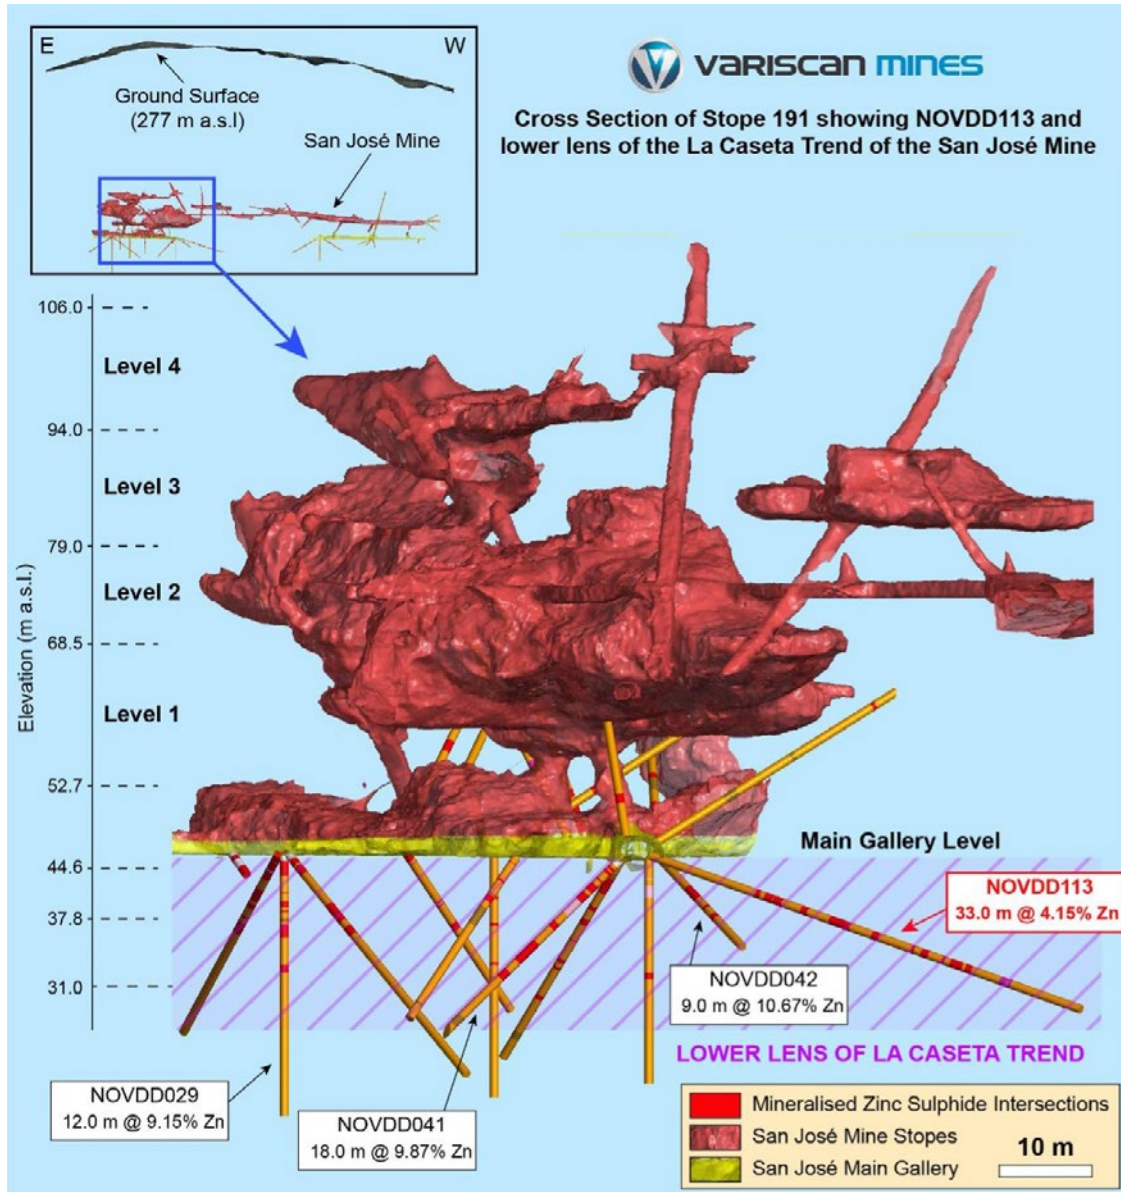 E
W
Ground Surface
(277 m a.s.l)
San José Mine
VARISCAN MINES
Cross Section of Stope 191 showing NOVDD113 and
lower lens of the La Caseta Trend of the San José Mine
Elevation (m a.s.l.)
106.0
Level 4
94.0
Level 3
79.0
Level 2
68.5
Level 1
52.7
Main Gallery Level
44.6
37.8
31.0
NOVDD113
33.0 m @ 4.15% Zn
NOVDD042
9.0 m @ 10.67% Zn
LOWER LENS OF LA CASETA TREND
NOVDD029
12.0 m @ 9.15% Zn
NOVDD041
18.0 m @ 9.87% Zn
Mineralised Zinc Sulphide Intersections
San José Mine Stopes
San José Main Gallery
10 m